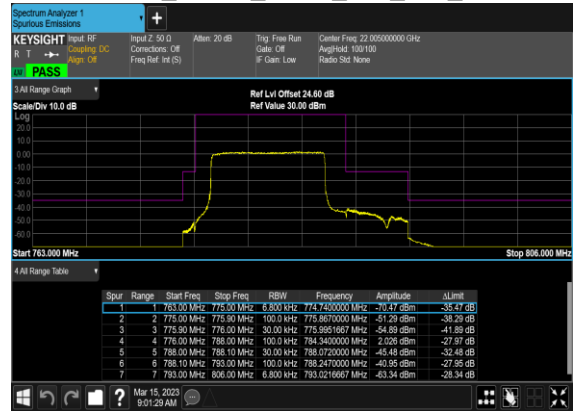 Spectrum Analyzer 1
Spurious Emissions
+
KEYSIGHT Input: RF Input Z: 50 Ω Atten: 20 dB Trig: Free Run Center Freq: 22.005000000 GHz
R T Coupling: DC Corrections: Off Gate: Off Avg|Hold: 100/100
Align: Off Freq Ref: Int (S) IF Gain: Low Radio Std: None
PASS
3 All Range Graph
Ref Lvl Offset 24.60 dB
Scale/Div 10.0 dB Ref Value 30.00 dBm
Log
20.0
10.0
0.00
-10.0
-20.0
-30.0
-40.0
-50.0
-60.0
Start 763.000 MHz Stop 806.000 MHz
4 All Range Table
Spur Range Start Freq Stop Freq RBW Frequency Amplitude ΔLimit
1 1 763.00 MHz 775.00 MHz 6.800 kHz 774.7400000 MHz -70.47 dBm -35.47 dB
2 2 775.00 MHz 775.90 MHz 100.0 kHz 775.8670000 MHz -51.29 dBm -38.29 dB
3 3 775.90 MHz 776.00 MHz 30.00 kHz 775.9951667 MHz -54.89 dBm -41.89 dB
4 4 776.00 MHz 788.00 MHz 100.0 kHz 784.3400000 MHz 2.026 dBm -27.97 dB
5 5 788.00 MHz 788.10 MHz 30.00 kHz 788.0720000 MHz -45.48 dBm -32.48 dB
6 6 788.10 MHz 793.00 MHz 100.0 kHz 788.2470000 MHz -40.95 dBm -27.95 dB
7 7 793.00 MHz 806.00 MHz 6.800 kHz 793.0216667 MHz -63.34 dBm -28.34 dB
? Mar 15, 2023
9:01:29 AM